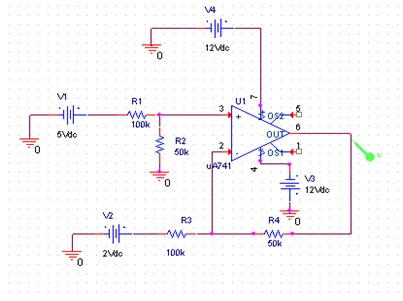 V4
12Vdc
0
V1
5Vdc
0
R1
100k
R2
50k
0
U1
3
+
2
-
uA741
7
OS2
5
OUT
6
OS1
1
4
V
V3
12Vdc
0
V2
2Vdc
0
R3
100k
R4
50k